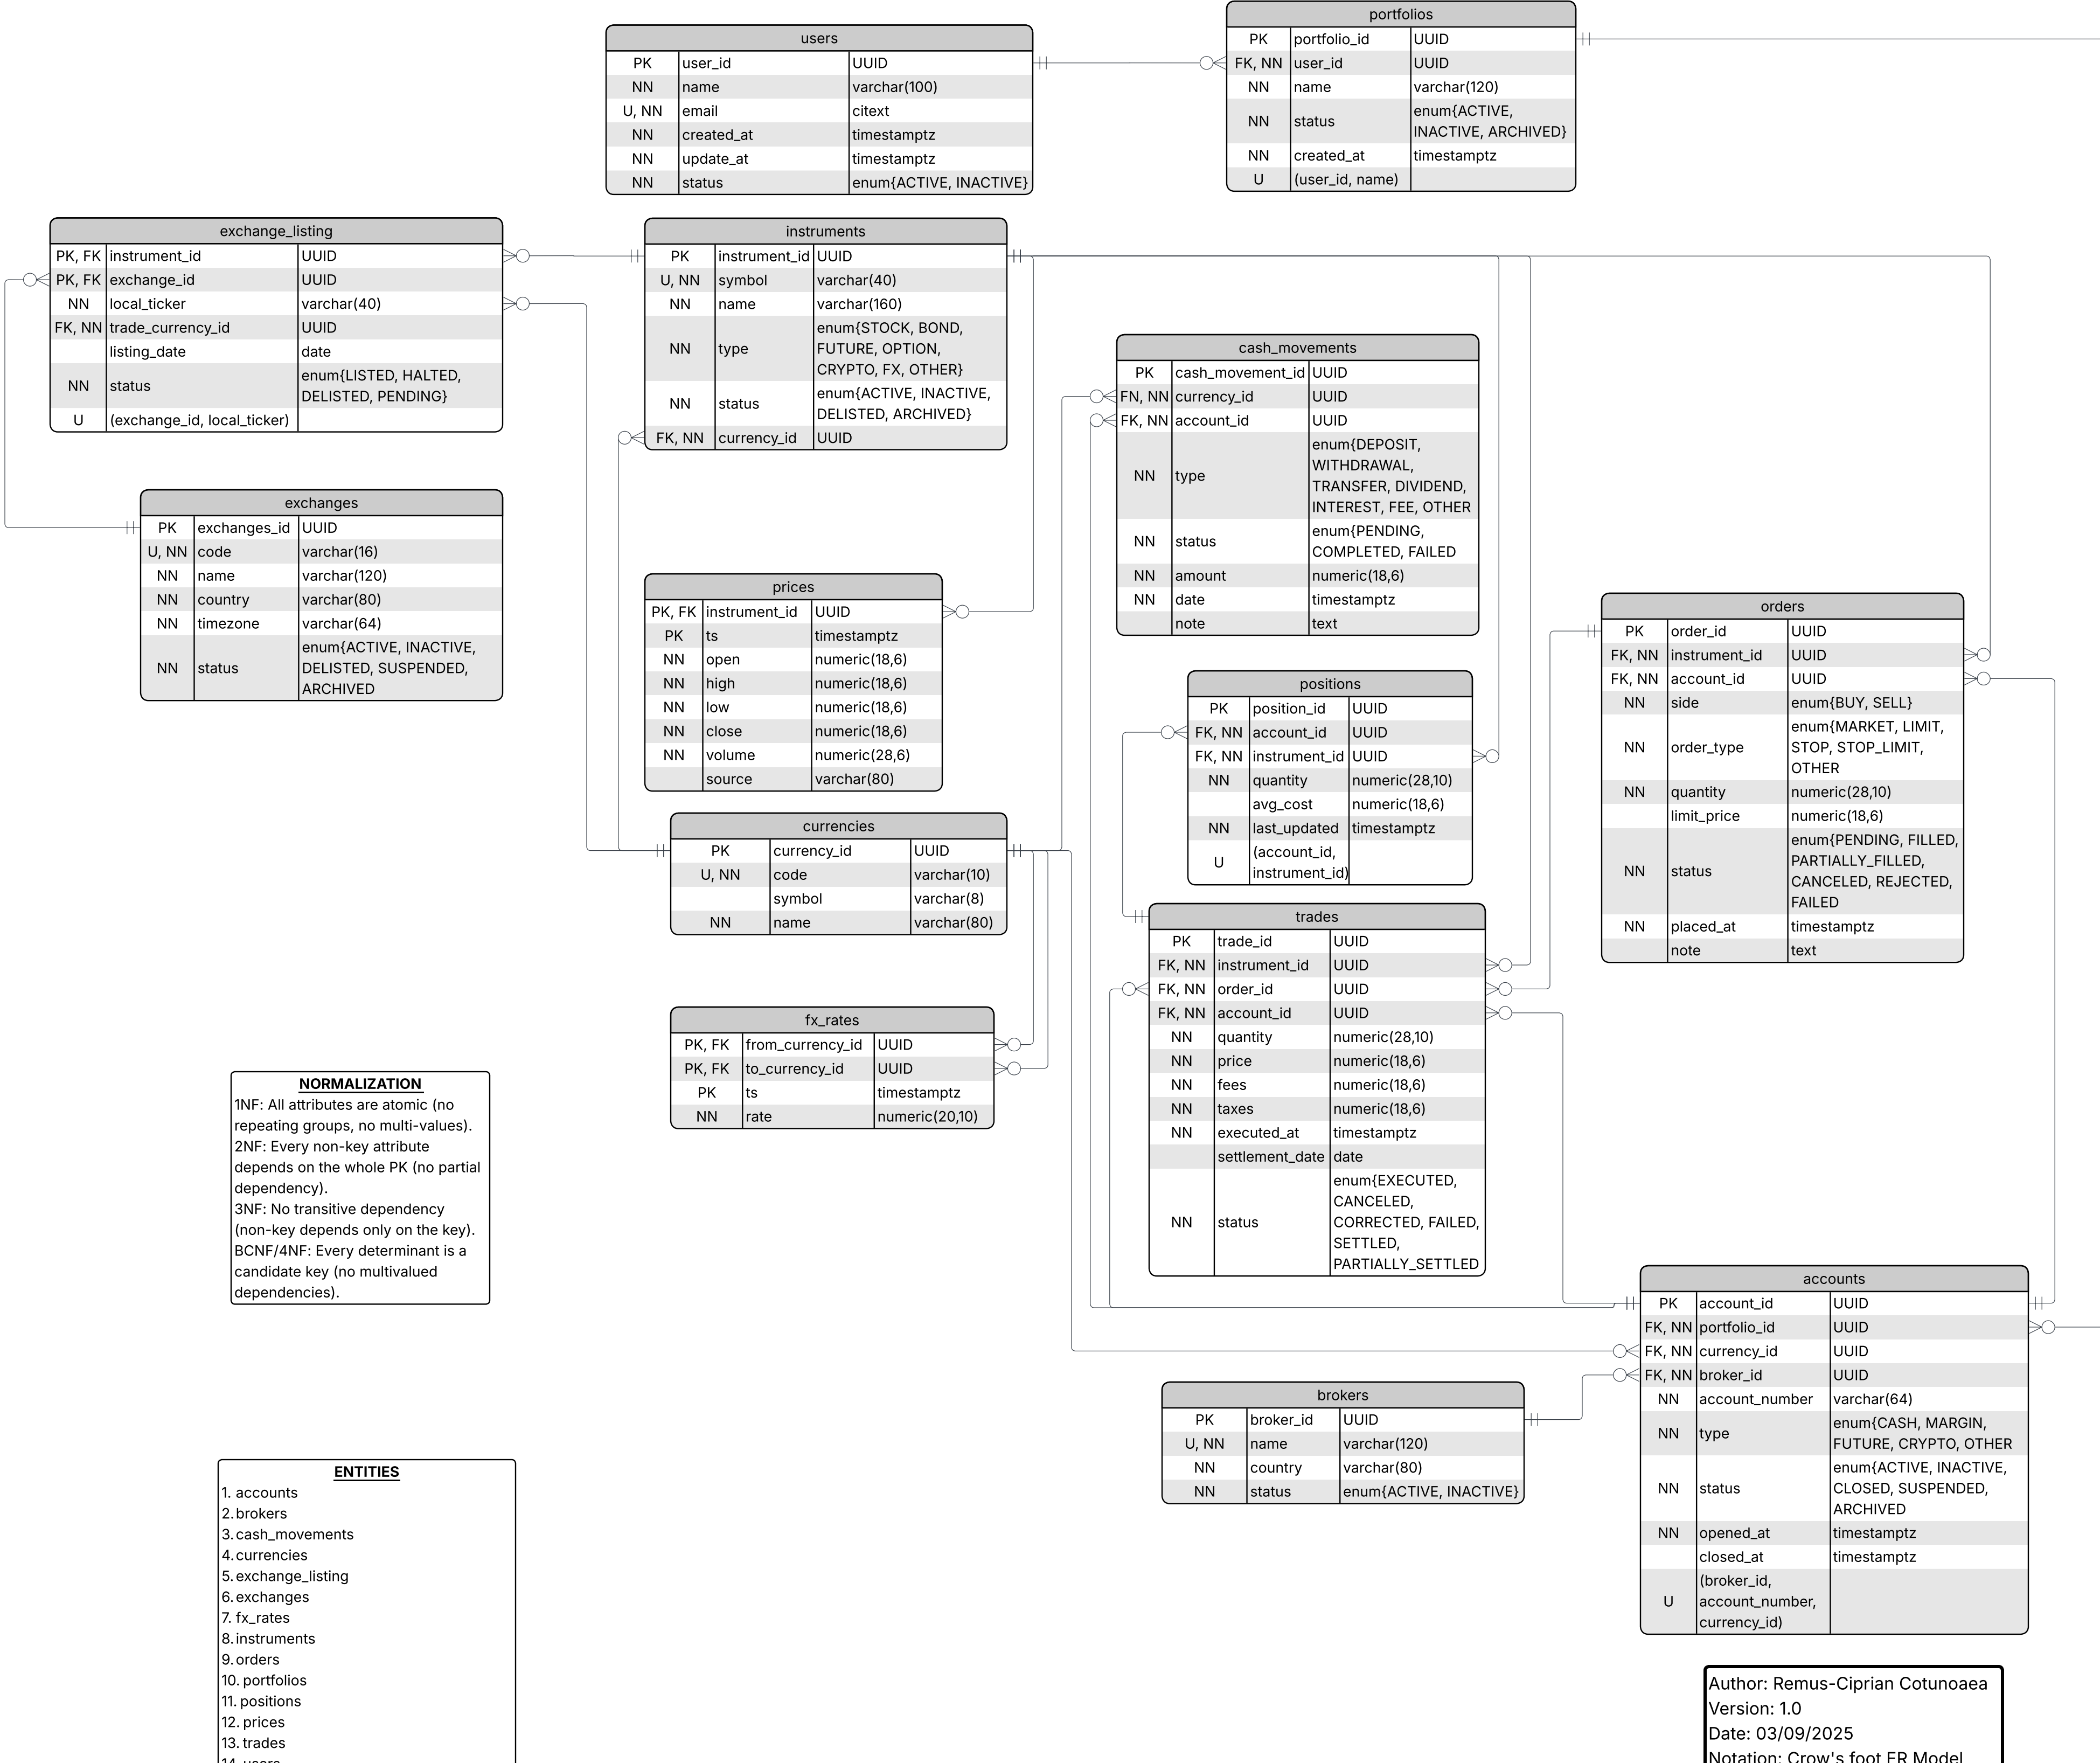 users
PK user_id UUID
NN name varchar(100)
U, NN email citext
NN created_at timestamptz
NN update_at timestamptz
NN status enum{ACTIVE, INACTIVE}
portfolios
PK portfolio_id UUID
FK, NN user_id UUID
NN name varchar(120)
NN status enum{ACTIVE,
INACTIVE, ARCHIVED}
NN created_at timestamptz
U (user_id, name)
exchange_listing
PK, FK instrument_id UUID
PK, FK exchange_id UUID
NN local_ticker varchar(40)
FK, NN trade_currency_id UUID
listing_date date
NN status enum{LISTED, HALTED,
DELISTED, PENDING}
U (exchange_id, local_ticker)
instruments
PK instrument_id UUID
U, NN symbol varchar(40)
NN name varchar(160)
NN type enum{STOCK, BOND,
FUTURE, OPTION,
CRYPTO, FX, OTHER}
NN status enum{ACTIVE, INACTIVE,
DELISTED, ARCHIVED}
FK, NN currency_id UUID
cash_movements
PK cash_movement_id UUID
FN, NN currency_id UUID
FK, NN account_id UUID
NN type enum{DEPOSIT,
WITHDRAWAL,
TRANSFER, DIVIDEND,
INTEREST, FEE, OTHER
NN status enum{PENDING,
COMPLETED, FAILED
NN amount numeric(18,6)
NN date timestamptz
note text
exchanges
PK exchanges_id UUID
U, NN code varchar(16)
NN name varchar(120)
NN country varchar(80)
NN timezone varchar(64)
NN status enum{ACTIVE, INACTIVE,
DELISTED, SUSPENDED,
ARCHIVED
prices
PK, FK instrument_id UUID
PK ts timestamptz
NN open numeric(18,6)
NN high numeric(18,6)
NN low numeric(18,6)
NN close numeric(18,6)
NN volume numeric(28,6)
source varchar(80)
orders
PK order_id UUID
FK, NN instrument_id UUID
FK, NN account_id UUID
NN side enum{BUY, SELL}
NN order_type enum{MARKET, LIMIT,
STOP, STOP_LIMIT,
OTHER
NN quantity numeric(28,10)
limit_price numeric(18,6)
NN status enum{PENDING, FILLED,
PARTIALLY_FILLED,
CANCELED, REJECTED,
FAILED
NN placed_at timestamptz
note text
positions
PK position_id UUID
FK, NN account_id UUID
FK, NN instrument_id UUID
NN quantity numeric(28,10)
avg_cost numeric(18,6)
NN last_updated timestamptz
U (account_id,
instrument_id)
currencies
PK currency_id UUID
U, NN code varchar(10)
symbol varchar(8)
NN name varchar(80)
trades
PK trade_id UUID
FK, NN instrument_id UUID
FK, NN order_id UUID
FK, NN account_id UUID
NN quantity numeric(28,10)
NN price numeric(18,6)
NN fees numeric(18,6)
NN taxes numeric(18,6)
NN executed_at timestamptz
settlement_date date
NN status enum{EXECUTED,
CANCELED,
CORRECTED, FAILED,
SETTLED,
PARTIALLY_SETTLED
fx_rates
PK, FK from_currency_id UUID
PK, FK to_currency_id UUID
PK ts timestamptz
NN rate numeric(20,10)
NORMALIZATION
1NF: All attributes are atomic (no
repeating groups, no multi-values).
2NF: Every non-key attribute
depends on the whole PK (no partial
dependency).
3NF: No transitive dependency
(non-key depends only on the key).
BCNF/4NF: Every determinant is a
candidate key (no multivalued
dependencies).
accounts
PK account_id UUID
FK, NN portfolio_id UUID
FK, NN currency_id UUID
FK, NN broker_id UUID
NN account_number varchar(64)
NN type enum{CASH, MARGIN,
FUTURE, CRYPTO, OTHER
NN status enum{ACTIVE, INACTIVE,
CLOSED, SUSPENDED,
ARCHIVED
NN opened_at timestamptz
closed_at timestamptz
U (broker_id,
account_number,
currency_id)
brokers
PK broker_id UUID
U, NN name varchar(120)
NN country varchar(80)
NN status enum{ACTIVE, INACTIVE}
ENTITIES
1. accounts
2. brokers
3. cash_movements
4. currencies
5. exchange_listing
6. exchanges
7. fx_rates
8. instruments
9. orders
10. portfolios
11. positions
12. prices
13. trades
14. users
Author: Remus-Ciprian Cotunoaea
Version: 1.0
Date: 03/09/2025
Notation: Crow's foot ER Model